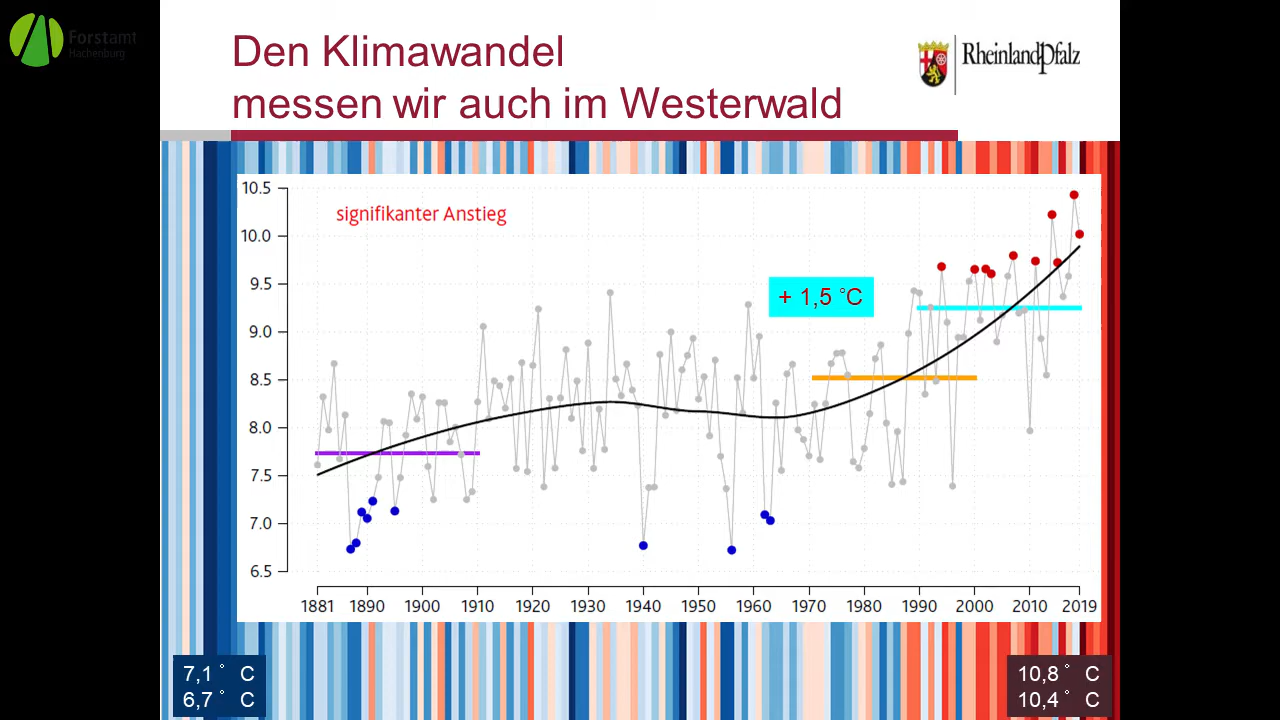 Forstamt
Hachenburg
Den Klimawandel
messen wir auch im Westerwald
RheinlandPfalz
10.5
signifikanter Anstieg
10.0
9.5
+ 1,5 °C
9.0
8.5
8.0
7.5
7.0
6.5
1881 1890 1900 1910 1920 1930 1940 1950 1960 1970 1980 1990 2000 2010 2019
7,1 ° C
6,7 ° C
10,8 ° C
10,4 ° C